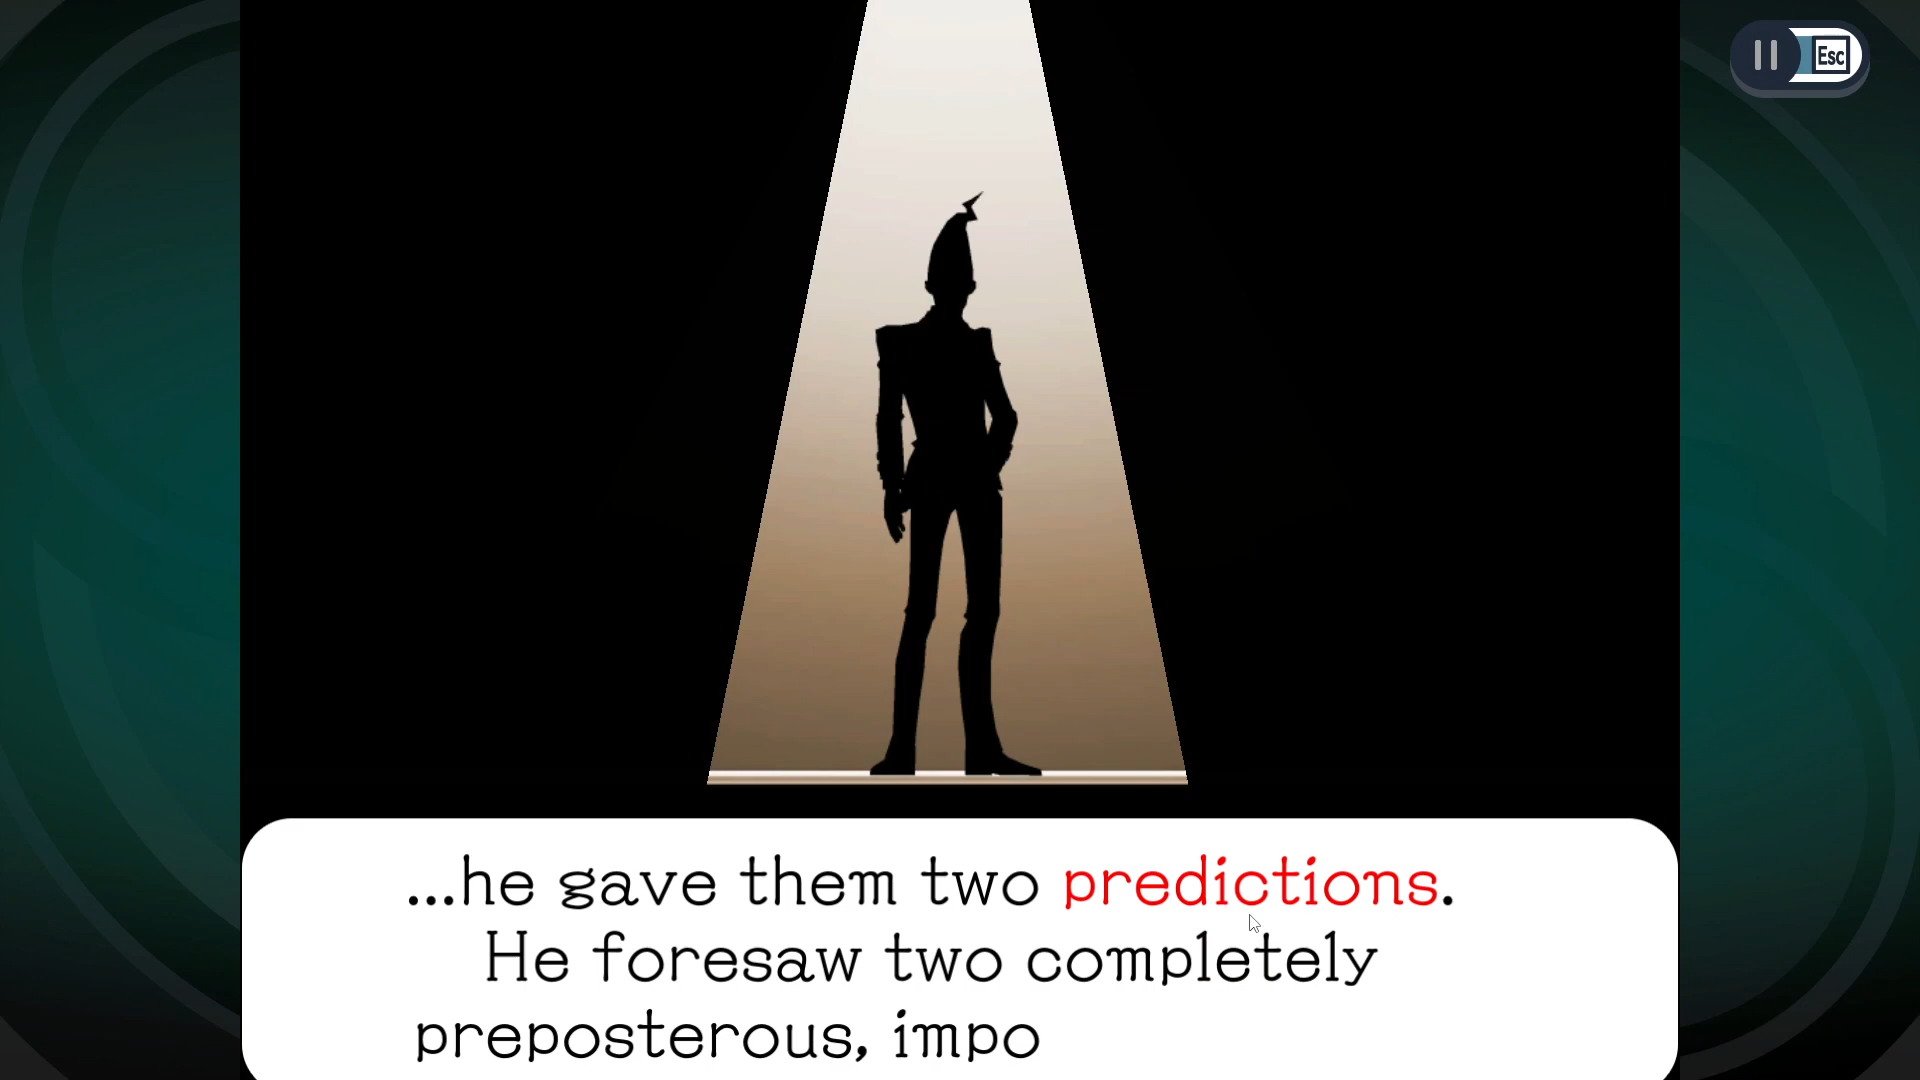 Esc
...he gave them two predictions.
He foresaw two completely
preposterous, impo